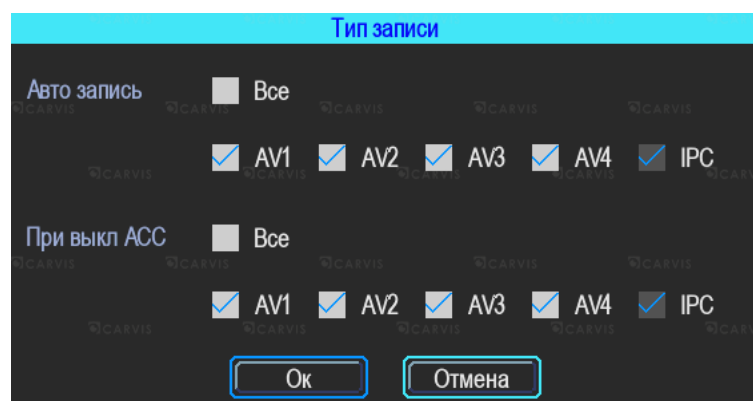 Тип записи
Авто запись Все
AV1 AV2 AV3 AV4 IPC
При выкл ACC Все
AV1 AV2 AV3 AV4 IPC
Ок Отмена
CARVIS